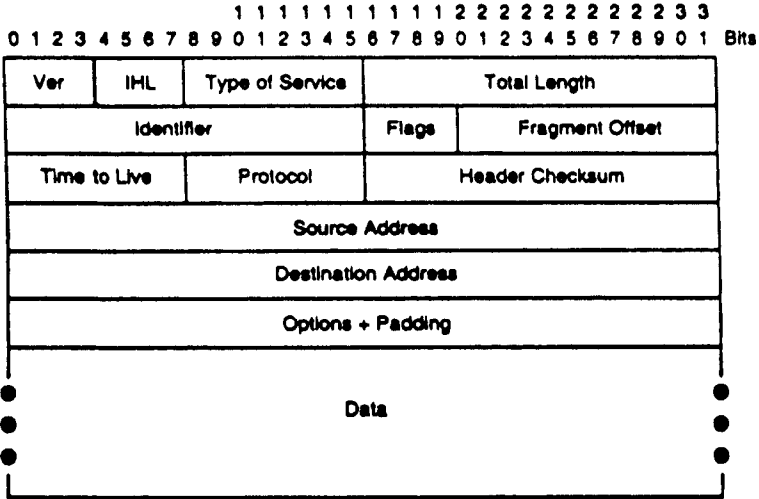 1 1 1 1 1 1 1 1 1 1 2 2 2 2 2 2 2 2 2 2 3 3
0 1 2 3 4 5 6 7 8 9 0 1 2 3 4 5 6 7 8 9 0 1 2 3 4 5 6 7 8 9 0 1 Bits
Ver IHL Type of Service Total Length
Identifier Flags Fragment Offset
Time to Live Protocol Header Checksum
Source Address
Destination Address
Options + Padding
Data